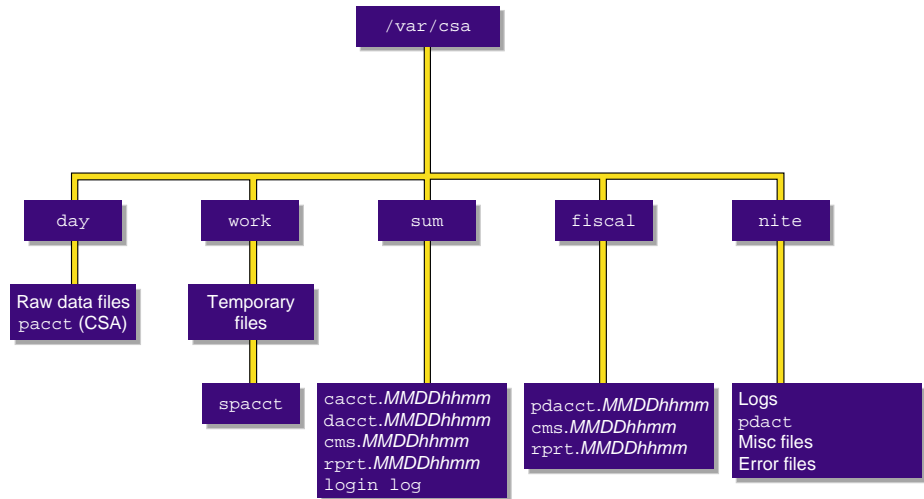 /var/csa
day
work
sum
fiscal
nite
Raw data files
pacct (CSA)
Temporary
files
spacct
cacct.MMDDhhmm
dacct.MMDDhhmm
cms.MMDDhhmm
rprt.MMDDhhmm
login log
pdacct.MMDDhhmm
cms.MMDDhhmm
rprt.MMDDhhmm
Logs
pdact
Misc files
Error files